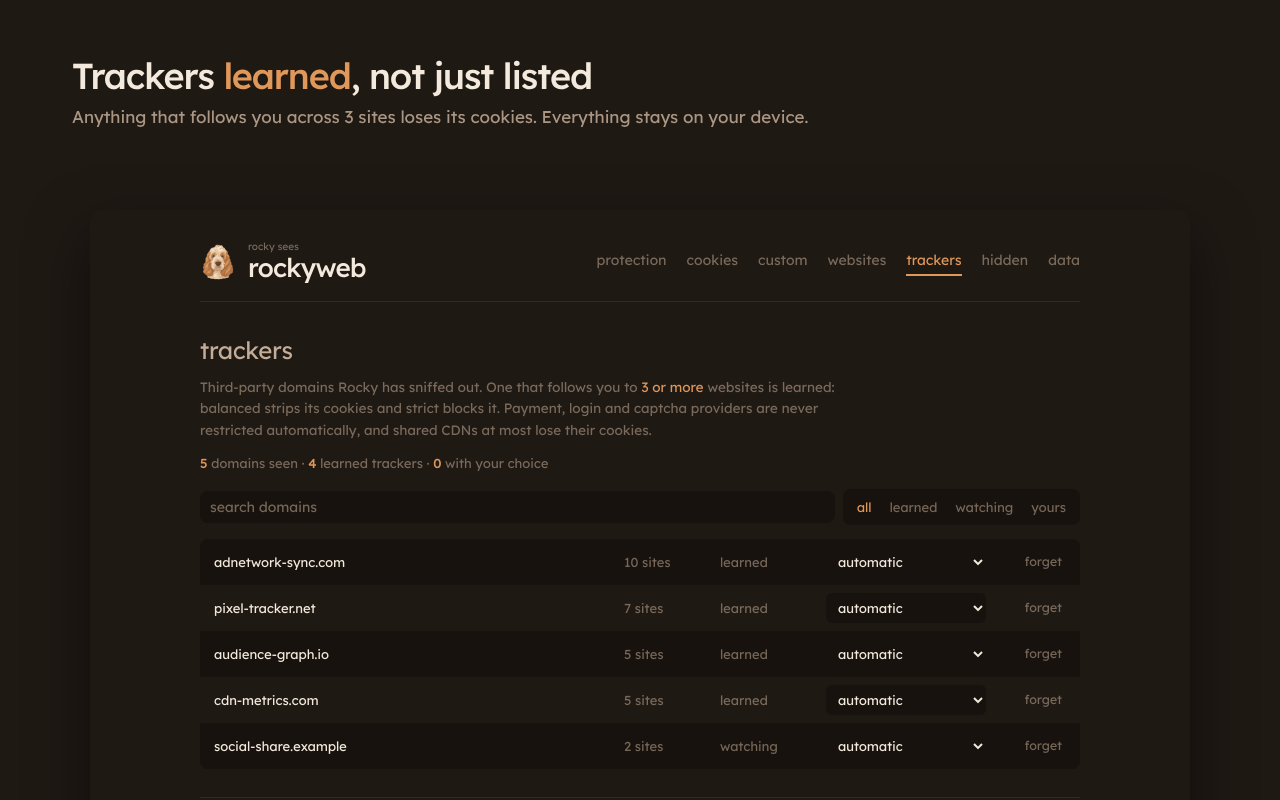 Trackers learned, not just listed
Anything that follows you across 3 sites loses its cookies. Everything stays on your device.
rocky sees
rockyweb
protection cookies custom websites trackers hidden data
trackers
Third-party domains Rocky has sniffed out. One that follows you to 3 or more websites is learned:
balanced strips its cookies and strict blocks it. Payment, login and captcha providers are never
restricted automatically, and shared CDNs at most lose their cookies.
5 domains seen · 4 learned trackers · 0 with your choice
search domains all learned watching yours
adnetwork-sync.com 10 sites learned automatic forget
pixel-tracker.net 7 sites learned automatic forget
audience-graph.io 5 sites learned automatic forget
cdn-metrics.com 5 sites learned automatic forget
social-share.example 2 sites watching automatic forget